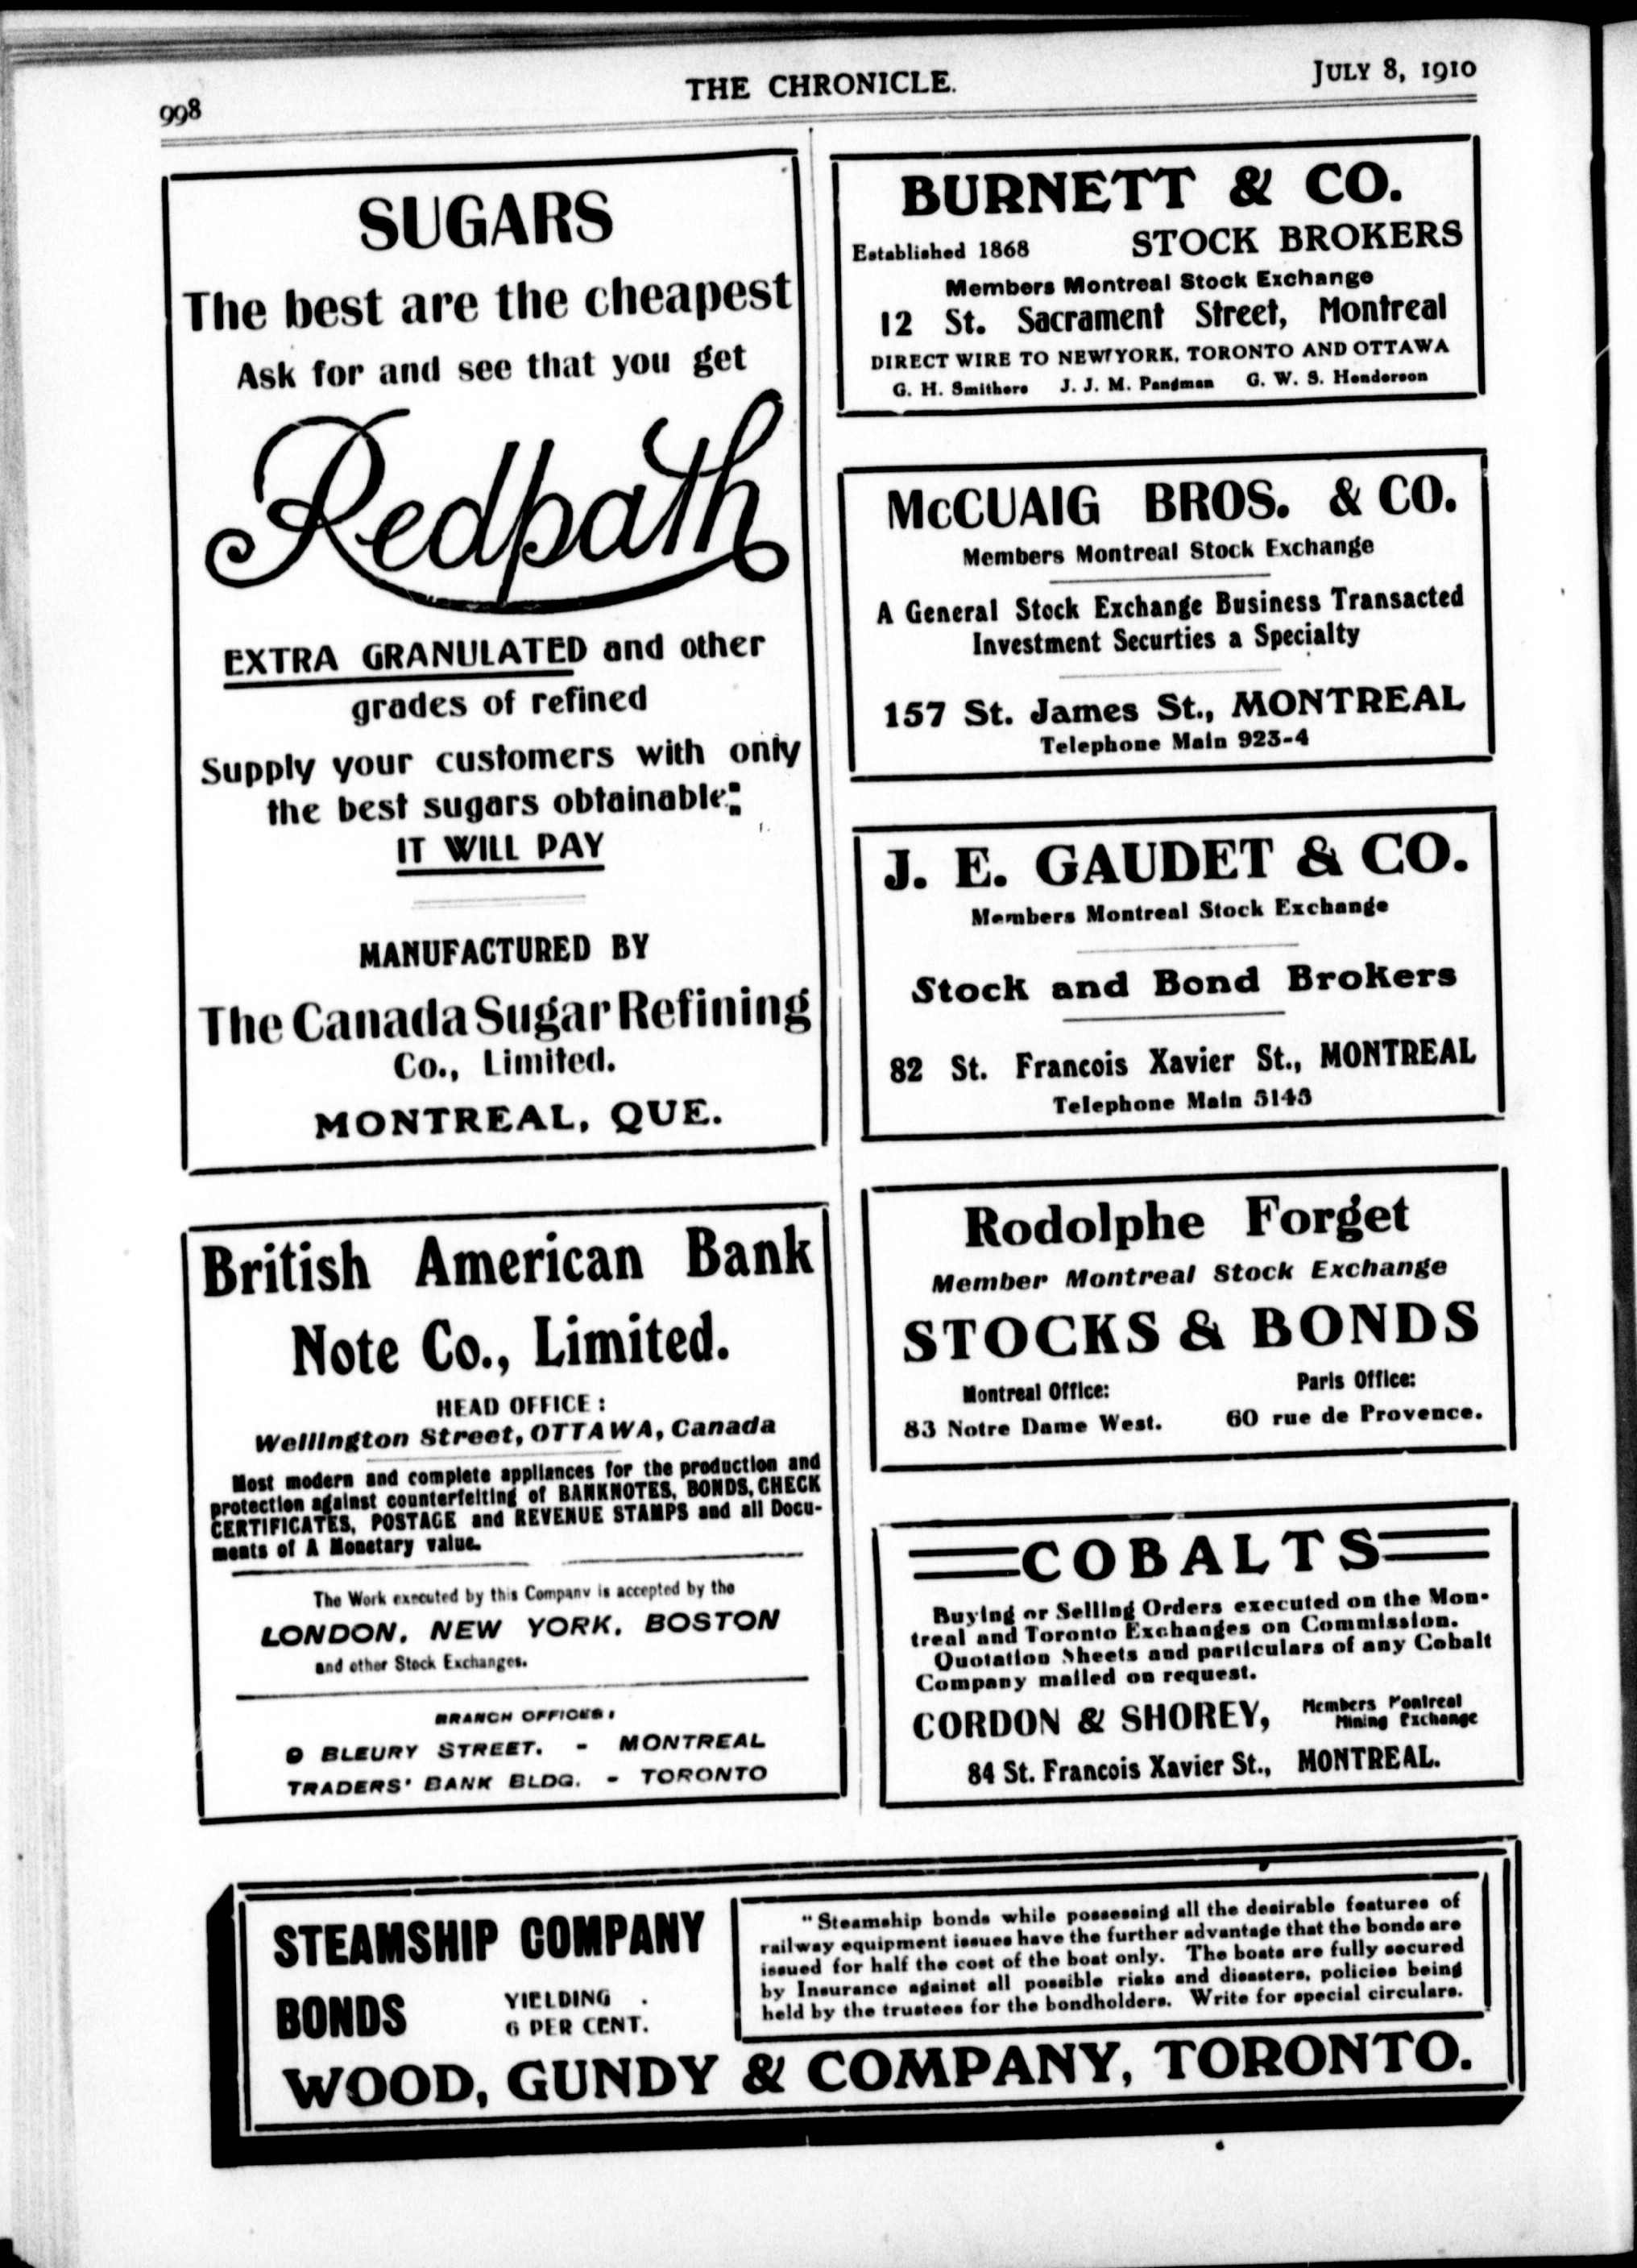 998
THE CHRONICLE.
JULY 8, 1910
SUGARS
The best are the cheapest
Ask for and see that you get
Redpath
EXTRA GRANULATED and other
grades of refined
Supply your customers with only
the best sugars obtainable:
IT WILL PAY
MANUFACTURED BY
The Canada Sugar Refining
Co., Limited.
MONTREAL, QUE.
British American Bank
Note Co., Limited.
HEAD OFFICE:
Wellington Street, OTTAWA, Canada
Most modern and complete appliances for the production and
protection against counterfeiting of BANKNOTES, BONDS, CHECK
CERTIFICATES, POSTAGE and REVENUE STAMPS and all Docu-
ments of A Monetary value.
The Work executed by this Company is accepted by the
LONDON, NEW YORK, BOSTON
and other Stock Exchanges.
BRANCH OFFICES:
9 BLEURY STREET. - MONTREAL
TRADERS' BANK BLDG. - TORONTO
BURNETT & CO.
Established 1868 STOCK BROKERS
Members Montreal Stock Exchange
12 St. Sacrament Street, Montreal
DIRECT WIRE TO NEW YORK, TORONTO AND OTTAWA
G. H. Smithers J. J. M. Pangman G. W. S. Henderson
McCUAIG BROS. & CO.
Members Montreal Stock Exchange
A General Stock Exchange Business Transacted
Investment Securties a Specialty
157 St. James St., MONTREAL
Telephone Main 923-4
J. E. GAUDET & CO.
Members Montreal Stock Exchange
Stock and Bond Brokers
82 St. Francois Xavier St., MONTREAL
Telephone Main 5145
Rodolphe Forget
Member Montreal Stock Exchange
STOCKS & BONDS
Montreal Office: Paris Office:
83 Notre Dame West. 60 rue de Provence.
COBALTS
Buying or Selling Orders executed on the Mon-
treal and Toronto Exchanges on Commission.
Quotation Sheets and particulars of any Cobalt
Company mailed on request.
CORDON & SHOREY, Members Montreal
Mining Exchange
84 St. Francois Xavier St., MONTREAL.
STEAMSHIP COMPANY
BONDS YIELDING
6 PER CENT.
"Steamship bonds while possessing all the desirable features of
railway equipment issues have the further advantage that the bonds are
issued for half the cost of the boat only. The boats are fully secured
by Insurance against all possible risks and disasters, policies being
held by the trustees for the bondholders. Write for special circulars.
WOOD, GUNDY & COMPANY, TORONTO.